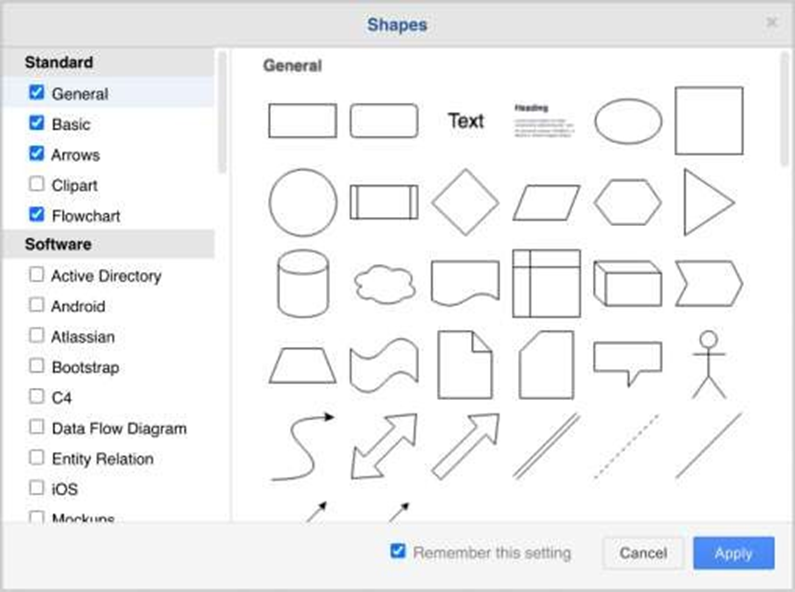 Shapes
Standard
General
Basic
Arrows
Clipart
Flowchart
Software
Active Directory
Android
Atlassian
Bootstrap
C4
Data Flow Diagram
Entity Relation
iOS
Mockups
General
Text
Heading
Remember this setting
Cancel
Apply